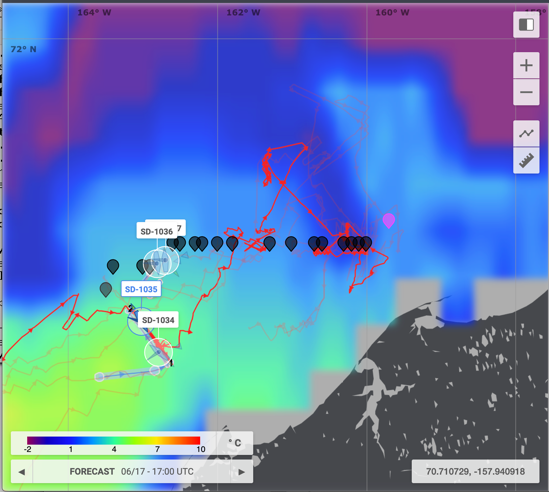 164° W
162° W
160° W
72° N
7
SD-1036
SD-1035
SD-1034
-2
1
4
7
10
° C
FORECAST 06/17 - 17:00 UTC
70.710729, -157.940918